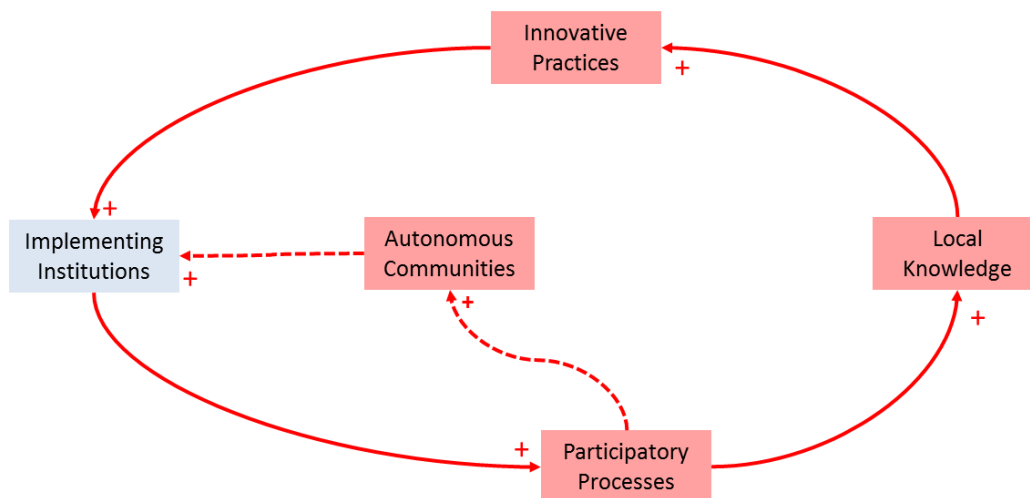 Innovative
Practices
+
+
Implementing
Institutions
+
Autonomous
Communities
+
Local
Knowledge
+
+
Participatory
Processes